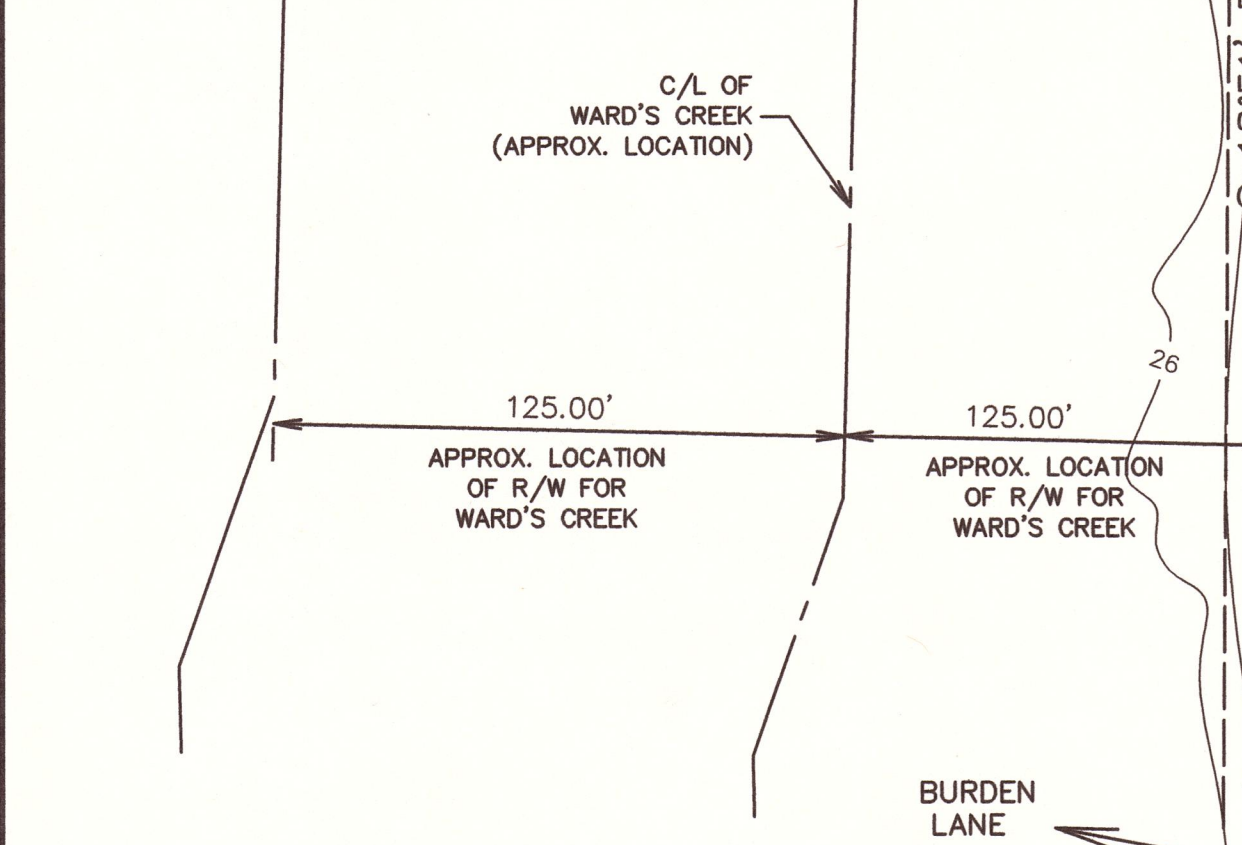 C/L OF
WARD'S CREEK
(APPROX. LOCATION)
26
125.00'
APPROX. LOCATION
OF R/W FOR
WARD'S CREEK
125.00'
APPROX. LOCATION
OF R/W FOR
WARD'S CREEK
BURDEN
LANE